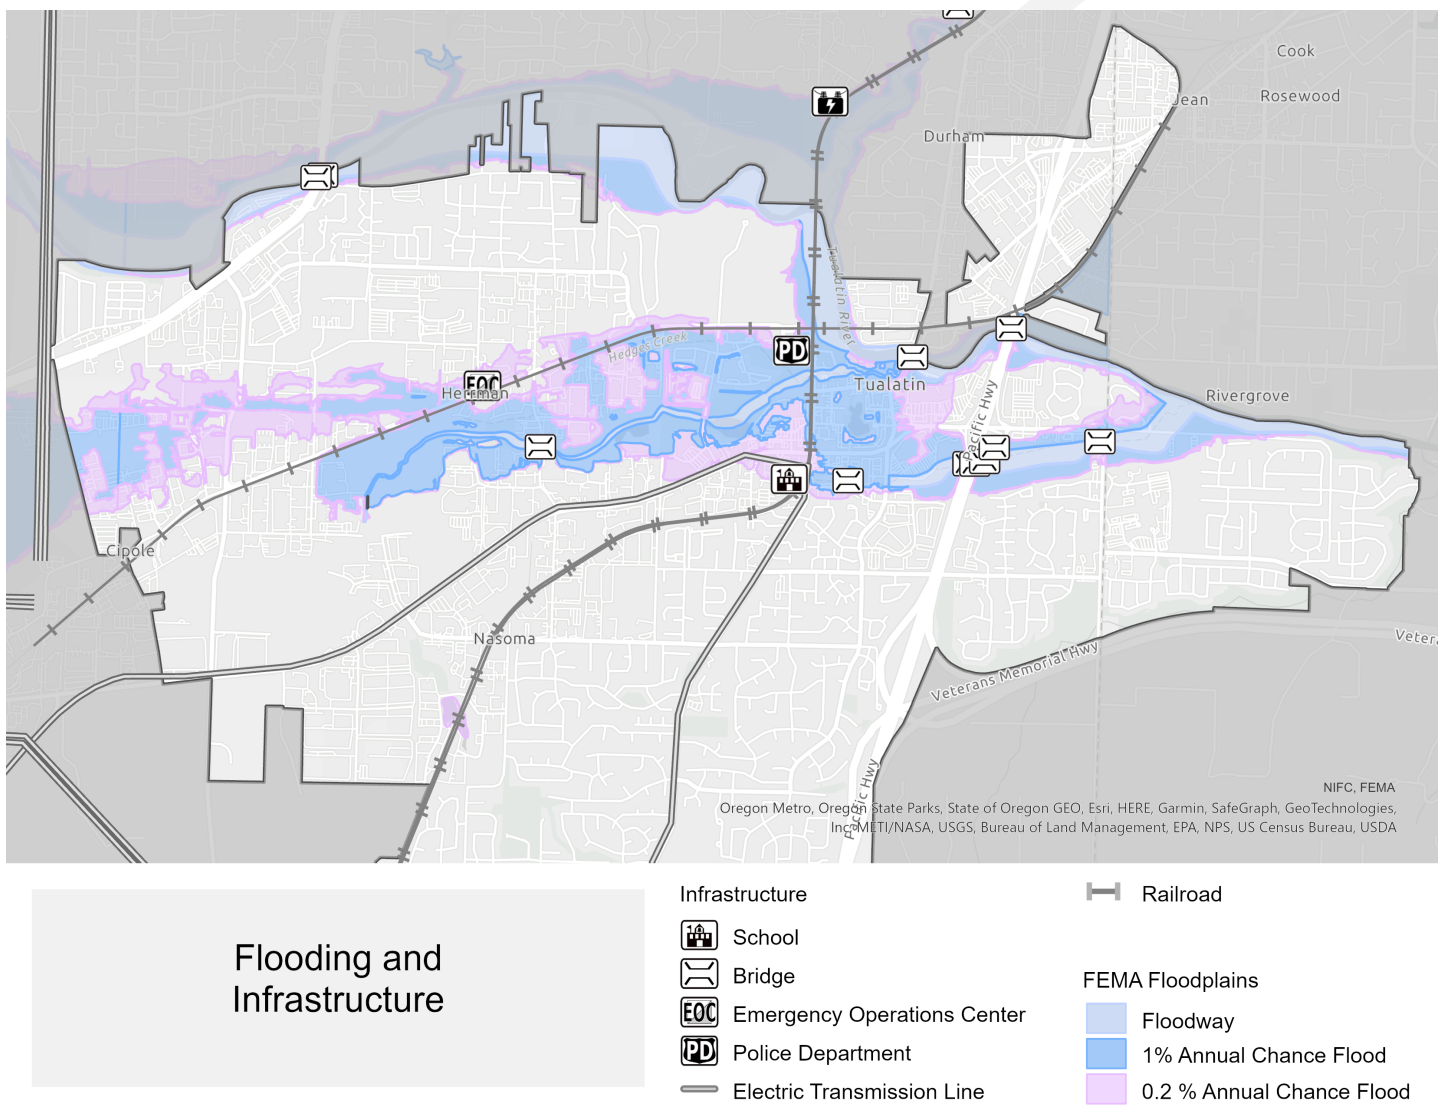 Cook
Jean
Rosewood
Durham
Tualatin River
Hedges Creek
PD
EOC
Herrman
Tualatin
Rivergrove
Pacific Hwy
Cipole
Nasoma
Veterans Memorial Hwy
Veter
Pacific Hwy
NIFC, FEMA
Oregon Metro, Oregon State Parks, State of Oregon GEO, Esri, HERE, Garmin, SafeGraph, GeoTechnologies,
Inc, METI/NASA, USGS, Bureau of Land Management, EPA, NPS, US Census Bureau, USDA
Flooding and
Infrastructure
Infrastructure
School
Bridge
EOC Emergency Operations Center
PD Police Department
Electric Transmission Line
Railroad
FEMA Floodplains
Floodway
1% Annual Chance Flood
0.2 % Annual Chance Flood